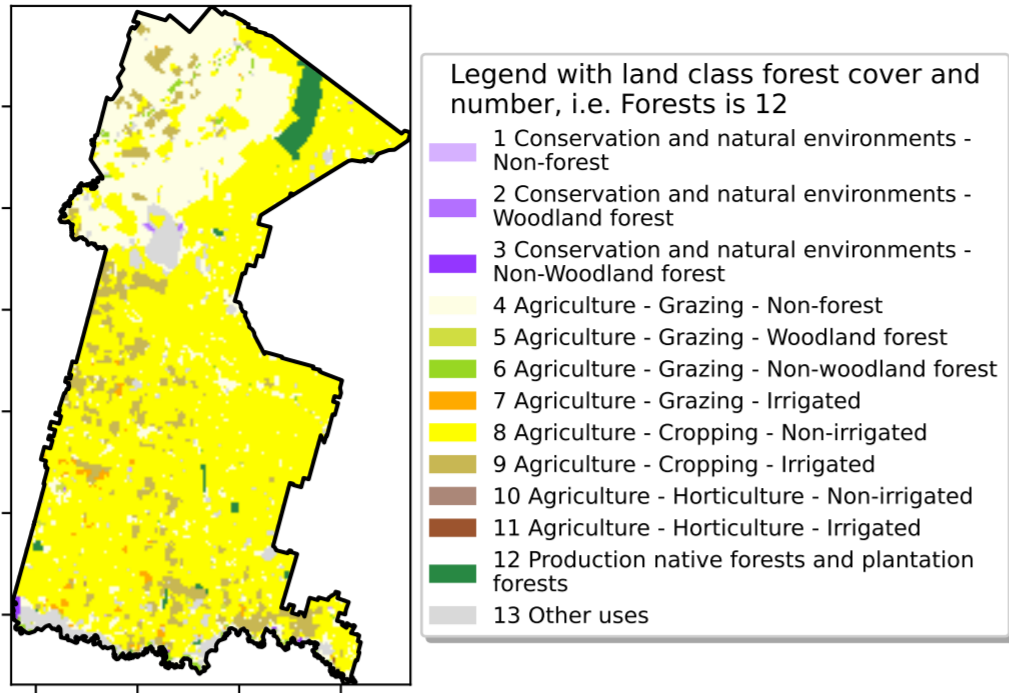 Legend with land class forest cover and
number, i.e. Forests is 12
1 Conservation and natural environments -
Non-forest
2 Conservation and natural environments -
Woodland forest
3 Conservation and natural environments -
Non-Woodland forest
4 Agriculture - Grazing - Non-forest
5 Agriculture - Grazing - Woodland forest
6 Agriculture - Grazing - Non-woodland forest
7 Agriculture - Grazing - Irrigated
8 Agriculture - Cropping - Non-irrigated
9 Agriculture - Cropping - Irrigated
10 Agriculture - Horticulture - Non-irrigated
11 Agriculture - Horticulture - Irrigated
12 Production native forests and plantation
forests
13 Other uses